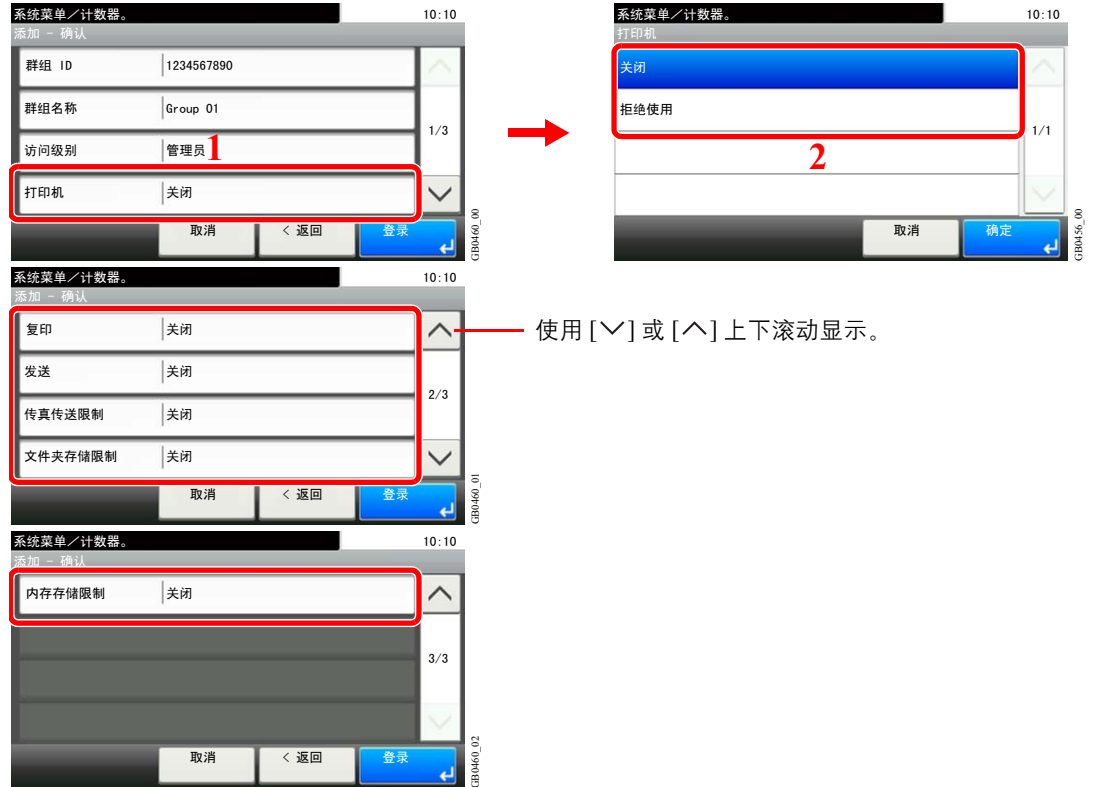 系统菜单／计数器。 10:10
添加 - 确认
群组 ID 1234567890
群组名称 Group 01
1/3
访问级别 管理员
1
打印机 关闭
取消 < 返回 登录
GB0460_00
系统菜单／计数器。 10:10
打印机
关闭
拒绝使用
1/1
2
取消 确定
GB0456_00
系统菜单／计数器。 10:10
添加 - 确认
复印 关闭
发送 关闭
2/3
传真传送限制 关闭
文件夹存储限制 关闭
取消 < 返回 登录
GB0460_01
使用 [∨] 或 [∧] 上下滚动显示。
系统菜单／计数器。 10:10
添加 - 确认
内存存储限制 关闭
3/3
取消 < 返回 登录
GB0460_02